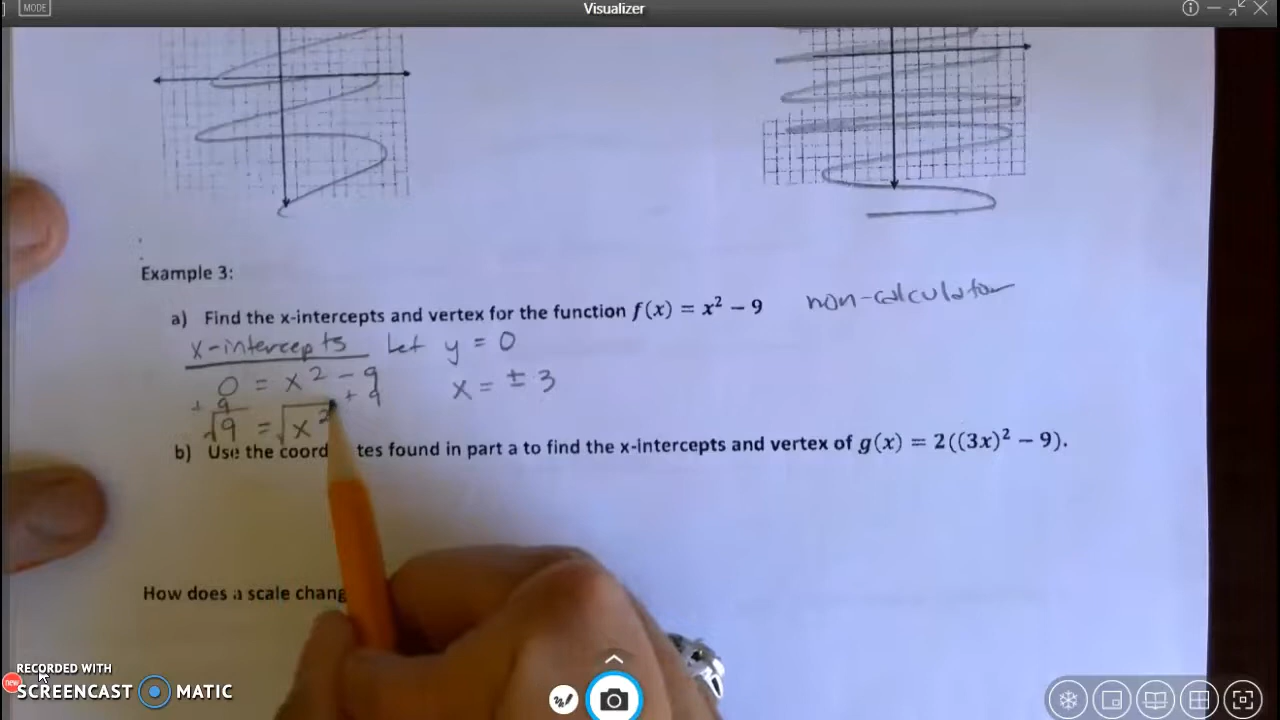 MODE
Visualizer
Example 3:
a) Find the x-intercepts and vertex for the function f(x) = x² – 9 non-calculator
x-intercepts Let y = 0
0 = x² – 9 x = ± 3
+ 9 + 9
√9 = √x²
b) Use the coord tes found in part a to find the x-intercepts and vertex of g(x) = 2((3x)² – 9).
How does a scale chang
RECORDED WITH
new
SCREENCAST MATIC